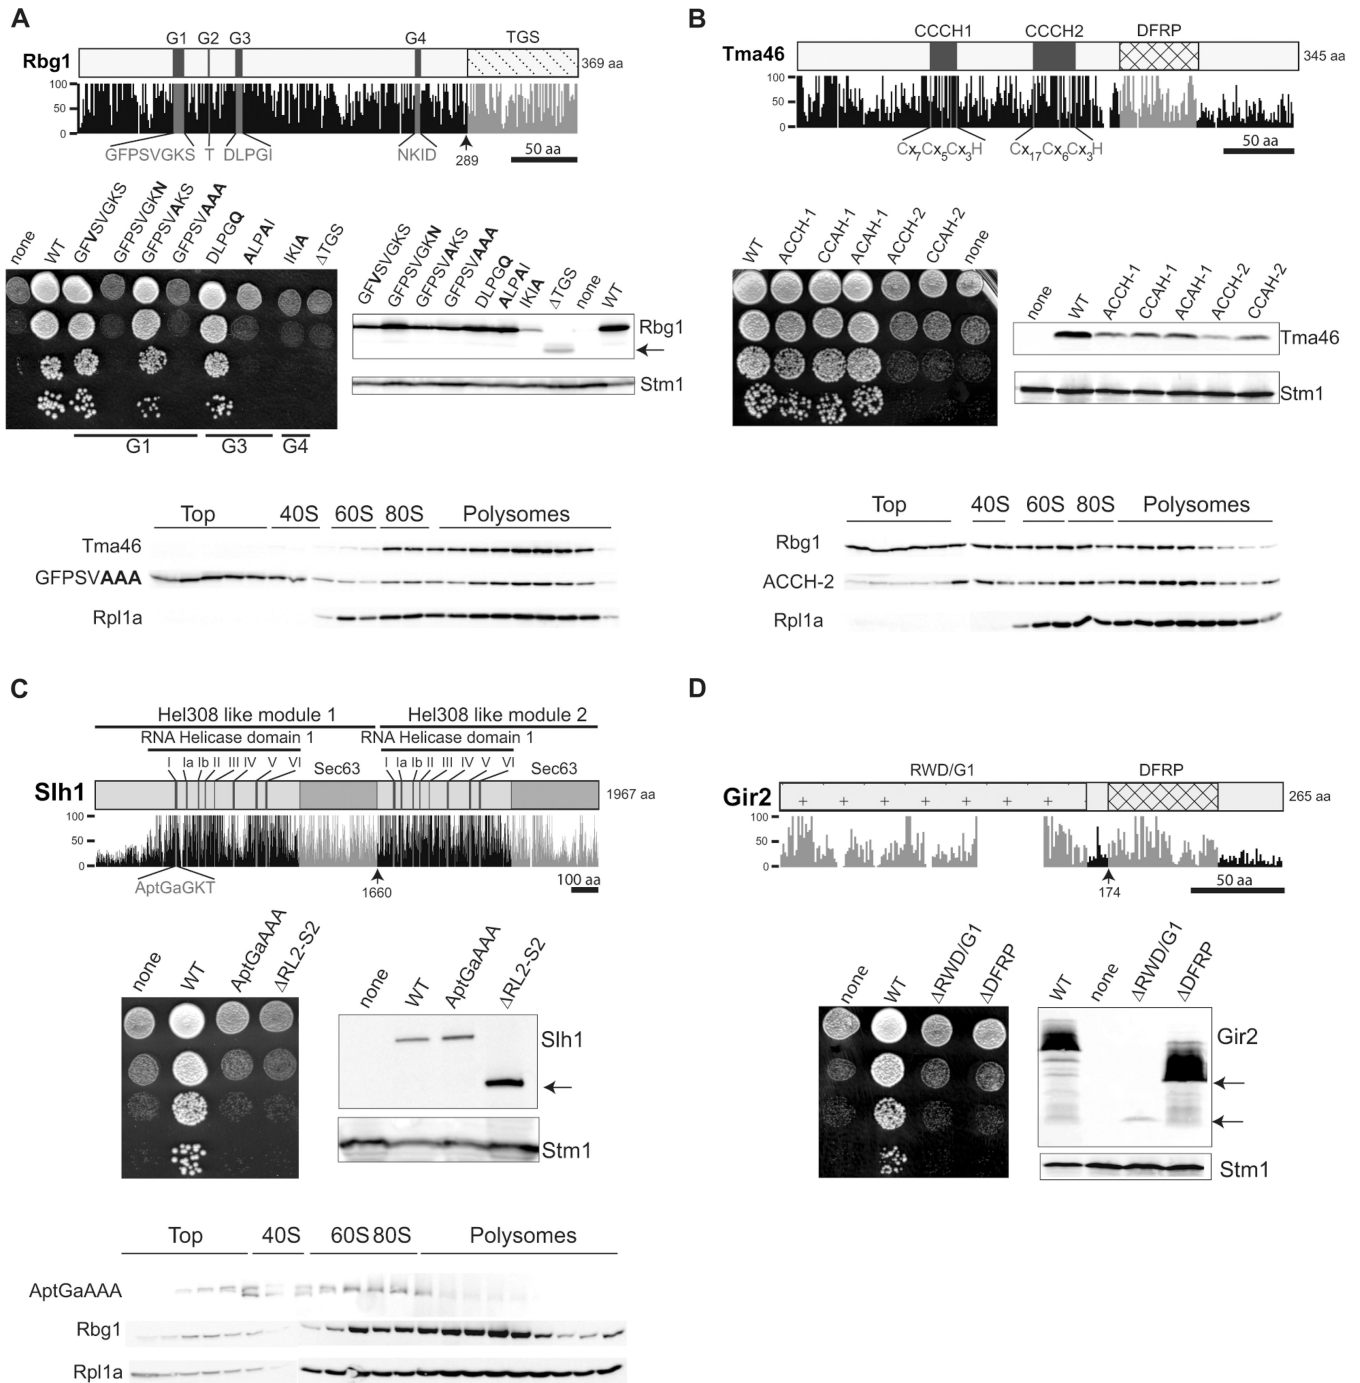 A
G1 G2 G3 G4 TGS
Rbg1
369 aa
100
50
0
GFPSVGKS T DLPGI NKID
289
50 aa
none
WT
GFVSVGKS
GFPSVGKN
GFPSVAKS
GFPSVAAA
DLPGQ
ALPAI
IKIA
ΔTGS
G1 G3 G4
GFVSVGKS
GFPSVGKN
GFPSVAKS
GFPSVAAA
DLPGQ
ALPAI
IKIA
ΔTGS
none
WT
Rbg1
Stm1
Top 40S 60S 80S Polysomes
Tma46
GFPSVAAA
Rpl1a
B
CCCH1 CCCH2 DFRP
Tma46
345 aa
100
50
0
Cx7Cx5Cx3H Cx17Cx6Cx3H
50 aa
WT
ACCH-1
CCAH-1
ACAH-1
ACCH-2
CCAH-2
none
none
WT
ACCH-1
CCAH-1
ACAH-1
ACCH-2
CCAH-2
Tma46
Stm1
Top 40S 60S 80S Polysomes
Rbg1
ACCH-2
Rpl1a
C
Hel308 like module 1 Hel308 like module 2
RNA Helicase domain 1 RNA Helicase domain 1
I Ia Ib II III IV V VI Sec63 I Ia Ib II III IV V VI Sec63
Slh1
1967 aa
100
50
0
AptGaGKT
1660
100 aa
none
WT
AptGaAAA
ΔRL2-S2
none
WT
AptGaAAA
ΔRL2-S2
Slh1
Stm1
Top 40S 60S 80S Polysomes
AptGaAAA
Rbg1
Rpl1a
D
RWD/G1 DFRP
Gir2
+ + + + + + +
265 aa
100
50
0
174
50 aa
none
WT
ΔRWD/G1
ΔDFRP
WT
none
ΔRWD/G1
ΔDFRP
Gir2
Stm1